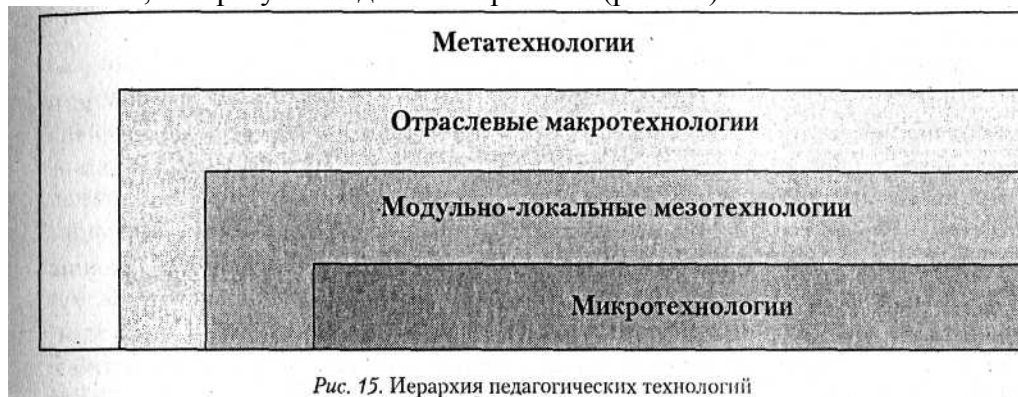 Метатехнологии
Отраслевые макротехнологии
Модульно-локальные мезотехнологии
Микротехнологии
Рис. 15. Иерархия педагогических технологий